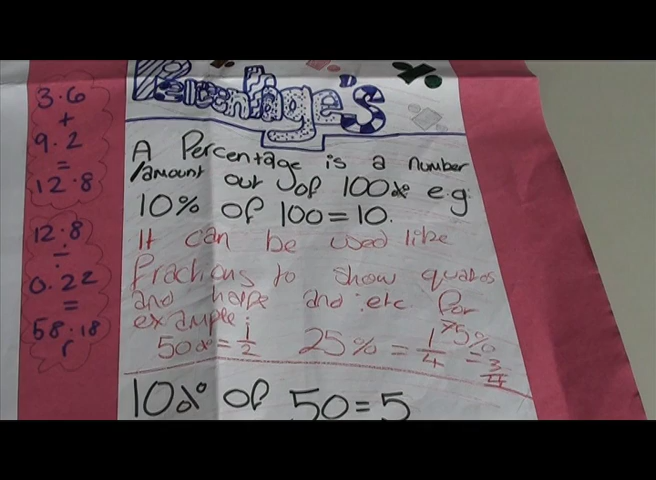 3.6
+
9.2
=
12.8
12.8
÷
0.22
=
58.18
r
Percentage's
A Percentage is a number
/amount out of 100% e.g
10% of 100=10.
It can be used like
fractions to show
and and etc. For
example:
50% = 1/2 25% = 1/4 75% = 3/4
10% of 50=5